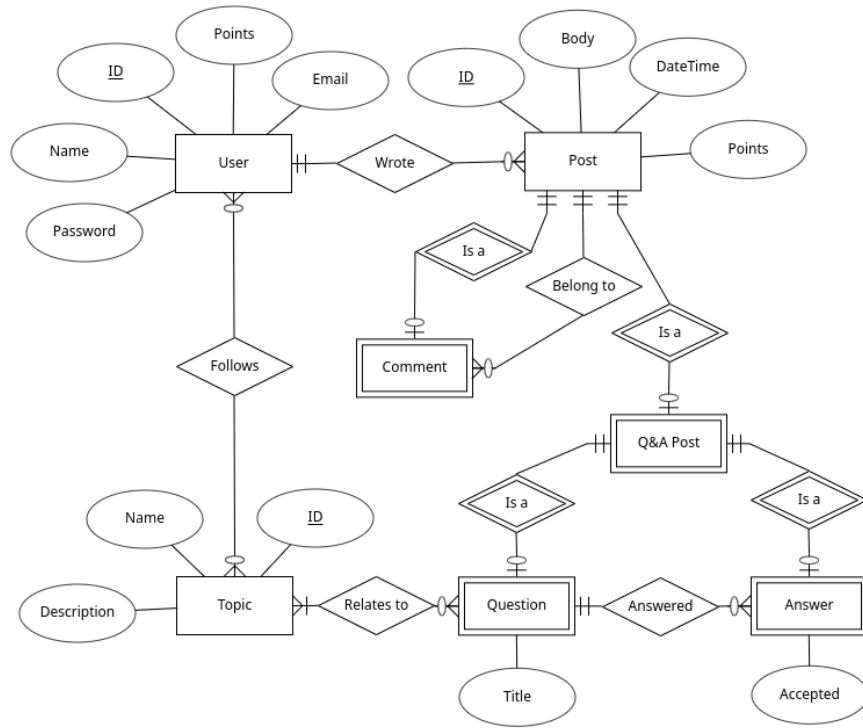 Points
Body
ID
Email
ID
DateTime
Name
User
Wrote
Post
Points
Password
Is a
Belong to
Is a
Follows
Comment
Q&A Post
Name
ID
Is a
Is a
Description
Topic
Relates to
Question
Answered
Answer
Title
Accepted